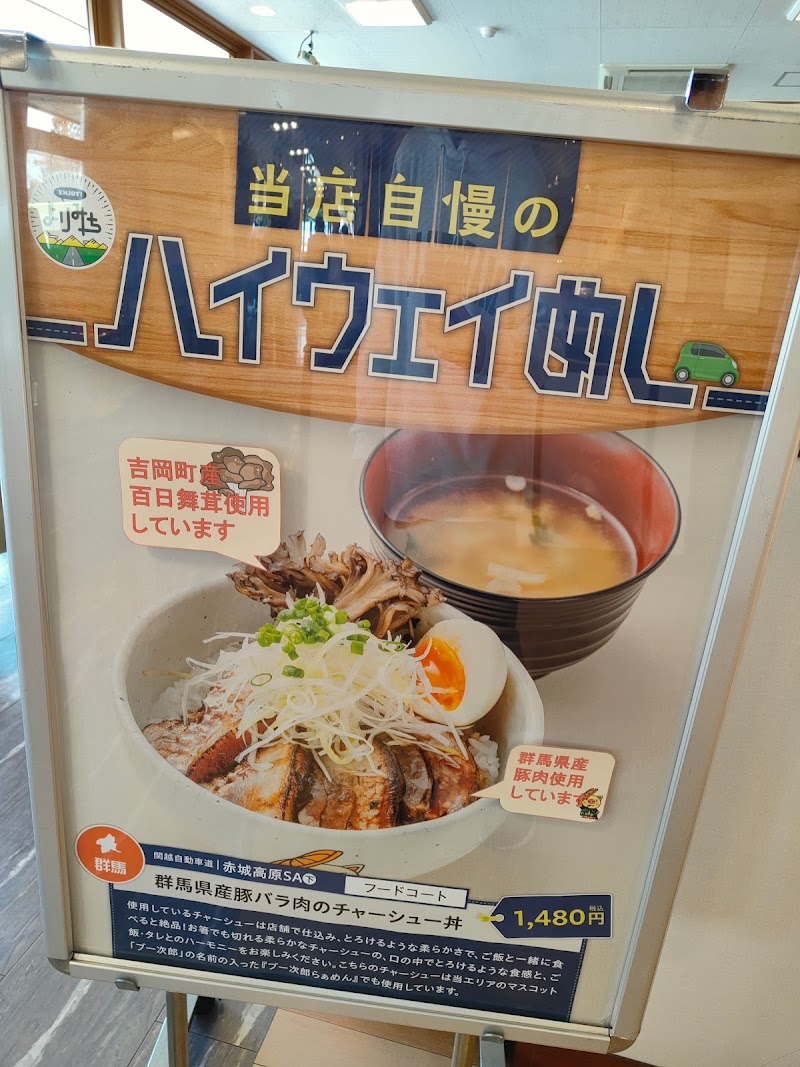 当店自慢の
ENJOY!
よりみち
ハイウェイめし
吉岡町産
百日舞茸使用
しています
群馬県産
豚肉使用
しています
群馬
関越自動車道|赤城高原SA下
フードコート
群馬県産豚バラ肉のチャーシュー丼
税込
1,480円
使用しているチャーシューは店舗で仕込み、とろけるような柔らかさで、ご飯と一緒に食
べると絶品!お箸でも切れる柔らかなチャーシューの、口の中でとろけるような食感と、ご
飯・タレとのハーモニーをお楽しみください。こちらのチャーシューは当エリアのマスコット
「ブー次郎」の名前の入った『ブー次郎らぁめん』でも使用しています。